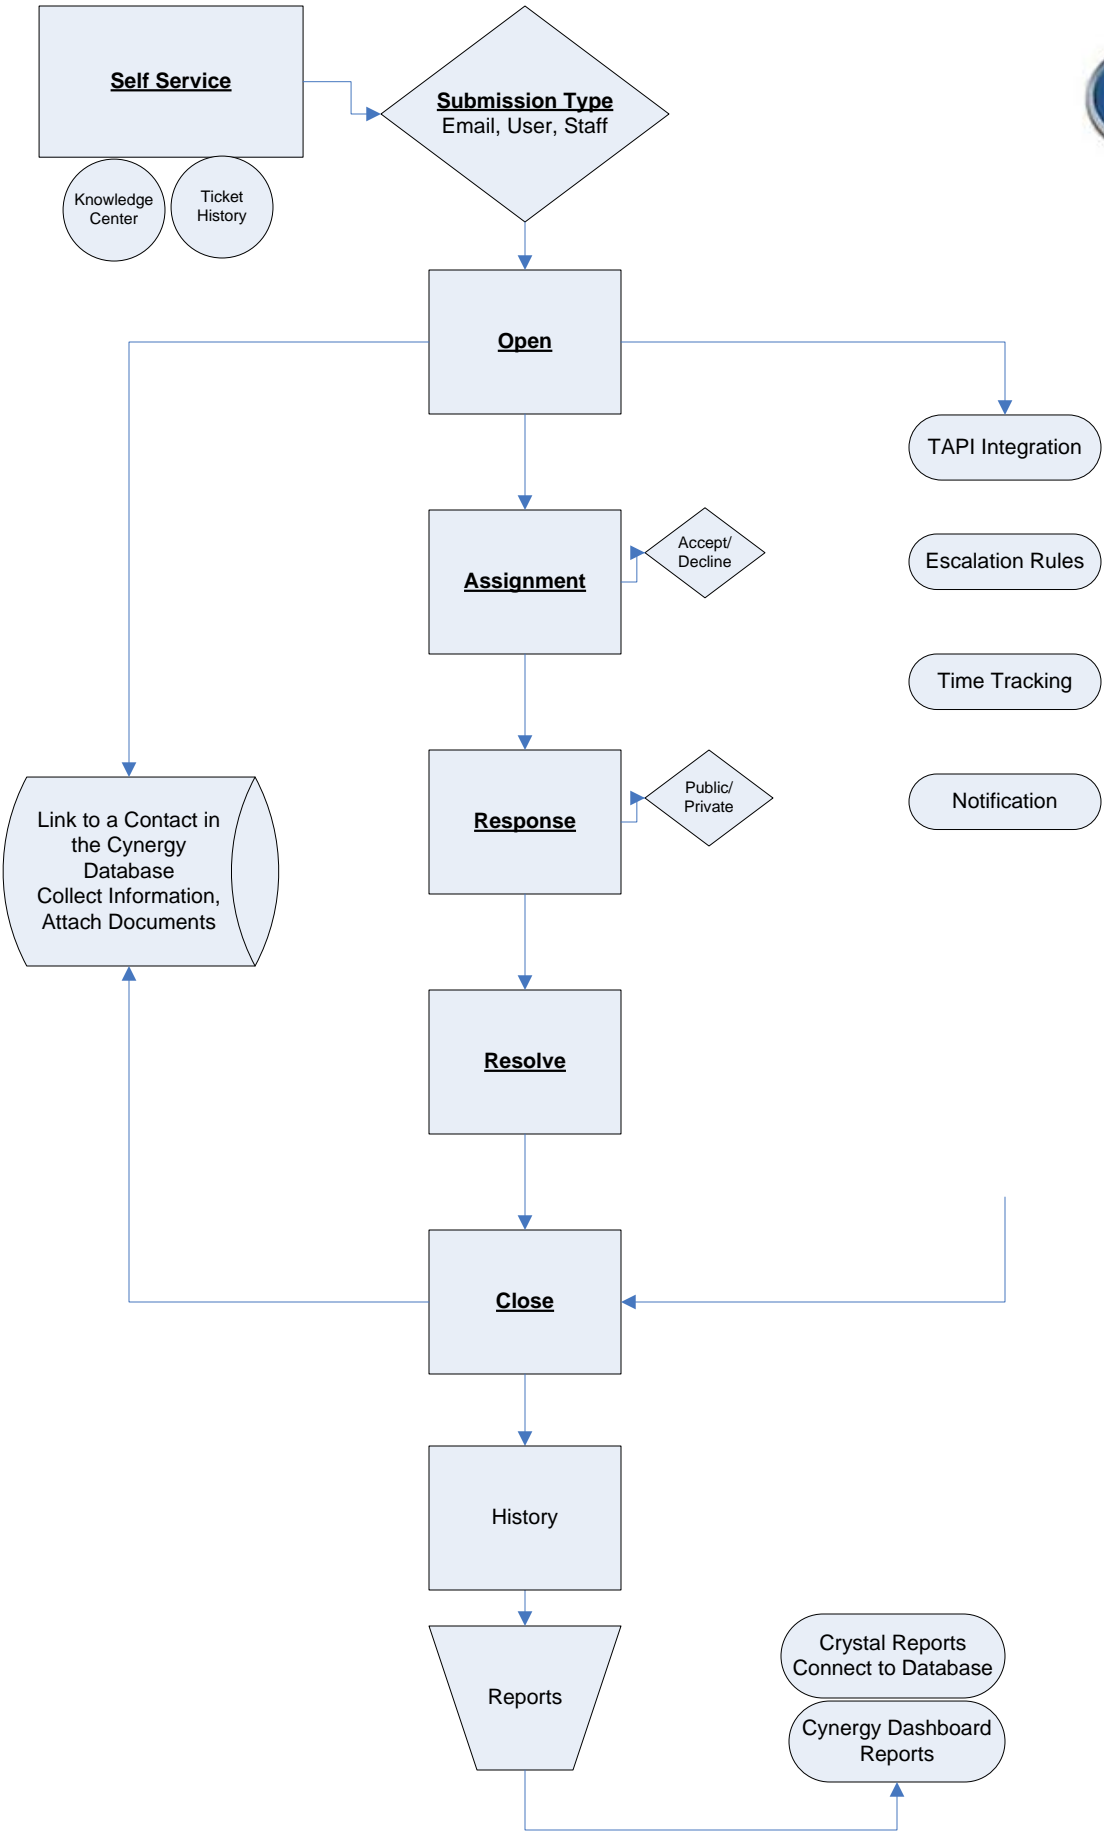 Self Service
Submission Type
Email, User, Staff
Knowledge
Center
Ticket
History
Open
TAPI Integration
Accept/
Decline
Escalation Rules
Assignment
Time Tracking
Public/
Private
Notification
Response
Link to a Contact in
the Cynergy
Database
Collect Information,
Attach Documents
Resolve
Close
History
Crystal Reports
Connect to Database
Reports
Cynergy Dashboard
Reports